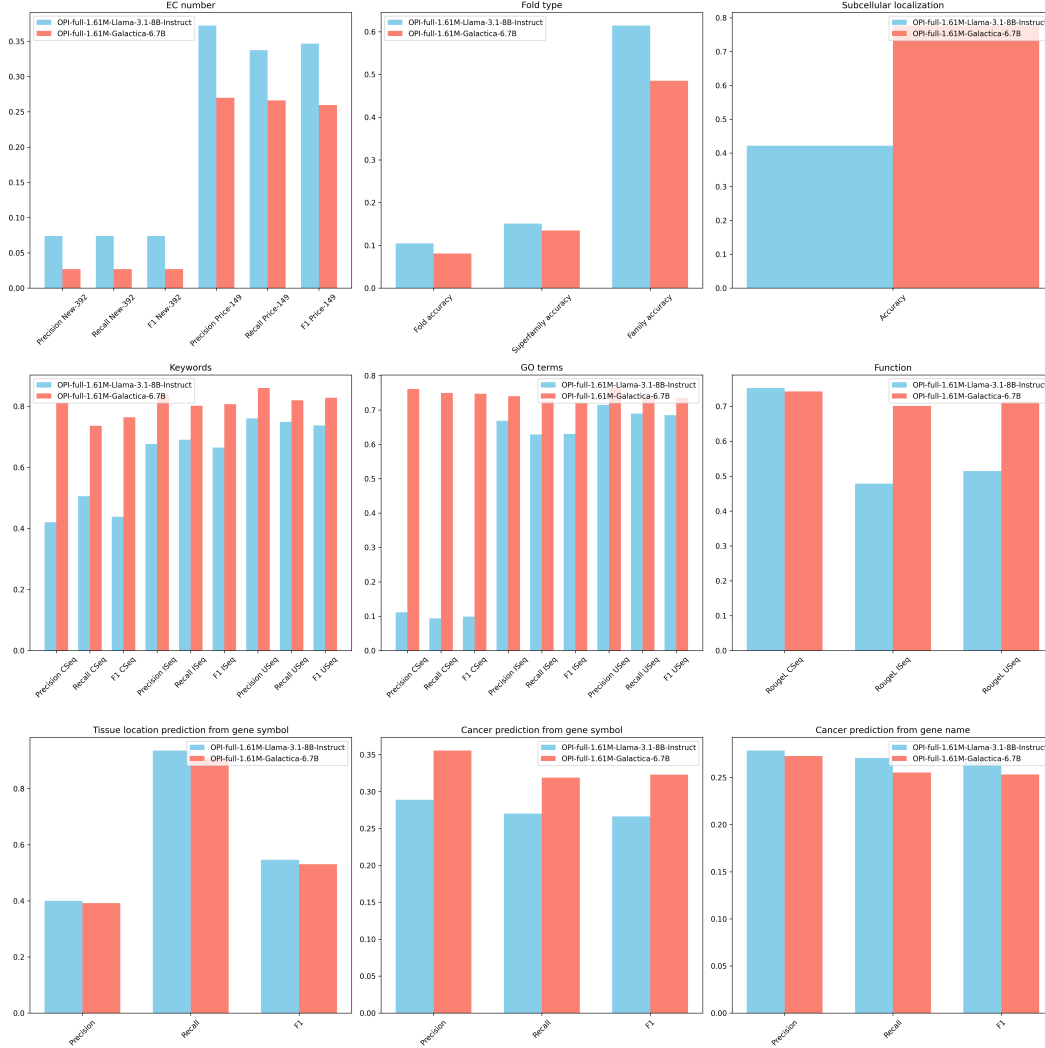 EC number
OPI-full-1.61M-Llama-3.1-8B-Instruct
OPI-full-1.61M-Galactica-6.7B
0.35
0.30
0.25
0.20
0.15
0.10
0.05
0.00
Precision New-392
Recall New-392
F1 New-392
Precision Price-149
Recall Price-149
F1 Price-149
Fold type
OPI-full-1.61M-Llama-3.1-8B-Instruct
OPI-full-1.61M-Galactica-6.7B
0.6
0.5
0.4
0.3
0.2
0.1
0.0
Fold accuracy
Superfamily accuracy
Family accuracy
Subcellular localization
OPI-full-1.61M-Llama-3.1-8B-Instruct
OPI-full-1.61M-Galactica-6.7B
0.8
0.7
0.6
0.5
0.4
0.3
0.2
0.1
0.0
Accuracy
Keywords
OPI-full-1.61M-Llama-3.1-8B-Instruct
OPI-full-1.61M-Galactica-6.7B
0.8
0.6
0.4
0.2
0.0
Precision CSeq
Recall CSeq
F1 CSeq
Precision ISeq
Recall ISeq
F1 ISeq
Precision USeq
Recall USeq
F1 USeq
GO terms
OPI-full-1.61M-Llama-3.1-8B-Instruct
OPI-full-1.61M-Galactica-6.7B
0.8
0.7
0.6
0.5
0.4
0.3
0.2
0.1
0.0
Precision CSeq
Recall CSeq
F1 CSeq
Precision ISeq
Recall ISeq
F1 ISeq
Precision USeq
Recall USeq
F1 USeq
Function
OPI-full-1.61M-Llama-3.1-8B-Instruct
OPI-full-1.61M-Galactica-6.7B
0.7
0.6
0.5
0.4
0.3
0.2
0.1
0.0
RougeL CSeq
RougeL ISeq
RougeL USeq
Tissue location prediction from gene symbol
OPI-full-1.61M-Llama-3.1-8B-Instruct
OPI-full-1.61M-Galactica-6.7B
0.8
0.6
0.4
0.2
0.0
Precision
Recall
F1
Cancer prediction from gene symbol
OPI-full-1.61M-Llama-3.1-8B-Instruct
OPI-full-1.61M-Galactica-6.7B
0.35
0.30
0.25
0.20
0.15
0.10
0.05
0.00
Precision
Recall
F1
Cancer prediction from gene name
OPI-full-1.61M-Llama-3.1-8B-Instruct
OPI-full-1.61M-Galactica-6.7B
0.25
0.20
0.15
0.10
0.05
0.00
Precision
Recall
F1